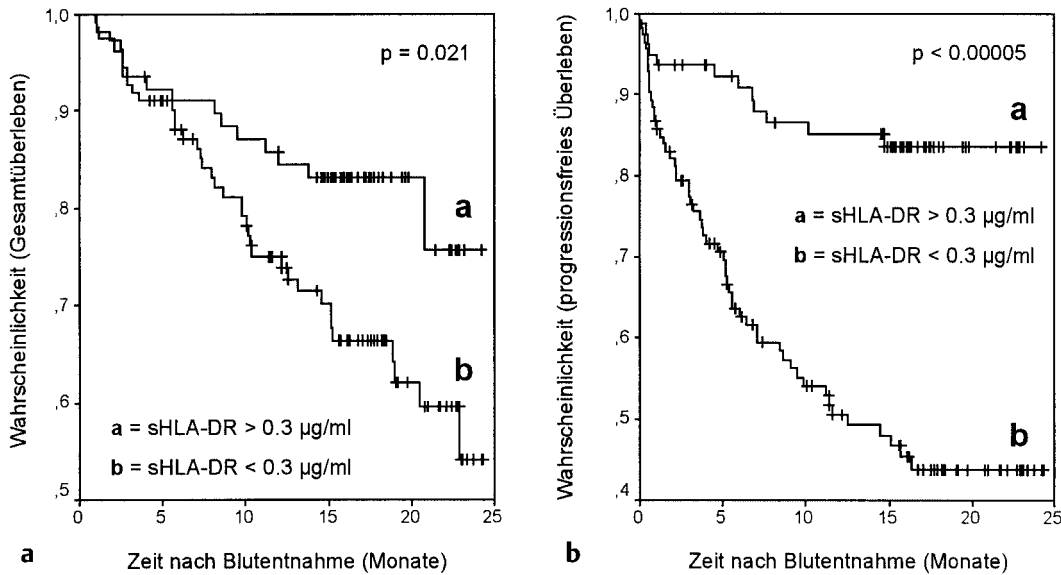 Wahrscheinlichkeit (Gesamtüberleben)
1,0
,9
,8
,7
,6
,5
p = 0.021
a
b
a = sHLA-DR > 0.3 µg/ml
b = sHLA-DR < 0.3 µg/ml
0 5 10 15 20 25
a Zeit nach Blutentnahme (Monate)
Wahrscheinlichkeit (progressionsfreies Überleben)
1,0
,9
,8
,7
,6
,5
,4
p < 0.00005
a
a = sHLA-DR > 0.3 µg/ml
b = sHLA-DR < 0.3 µg/ml
b
0 5 10 15 20 25
b Zeit nach Blutentnahme (Monate)